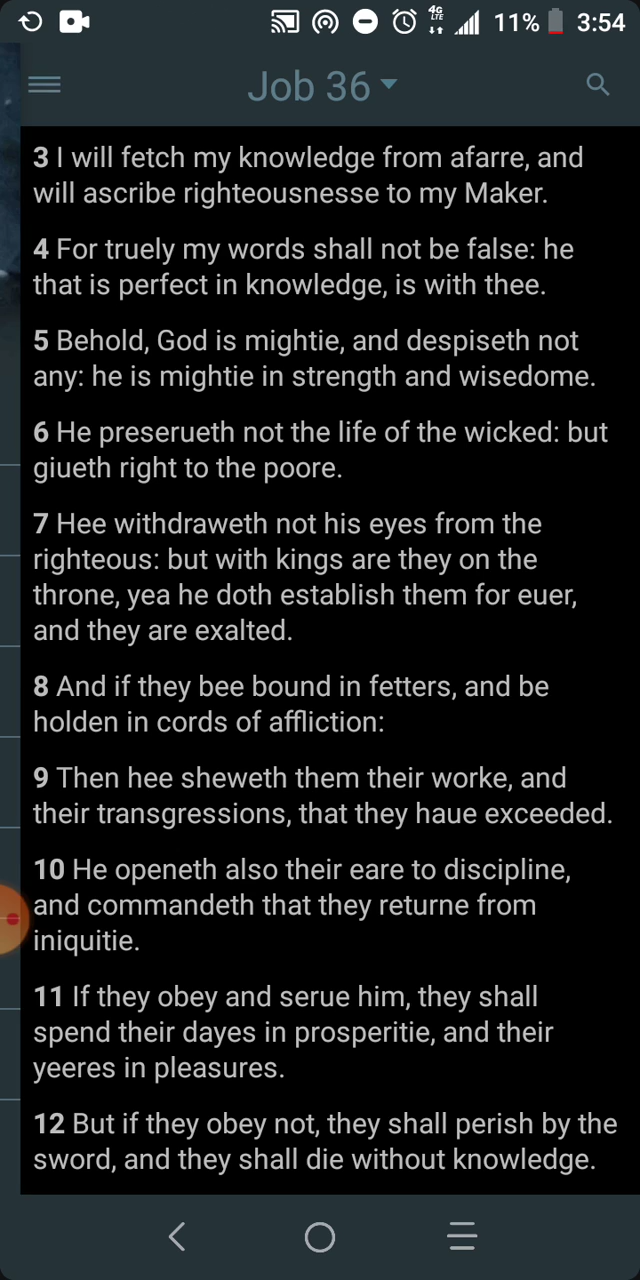 4G
LTE
11%
3:54
Job 36
3 I will fetch my knowledge from afarre, and
will ascribe righteousnesse to my Maker.
4 For truely my words shall not be false: he
that is perfect in knowledge, is with thee.
5 Behold, God is mightie, and despiseth not
any: he is mightie in strength and wisedome.
6 He preserueth not the life of the wicked: but
giueth right to the poore.
7 Hee withdraweth not his eyes from the
righteous: but with kings are they on the
throne, yea he doth establish them for euer,
and they are exalted.
8 And if they bee bound in fetters, and be
holden in cords of affliction:
9 Then hee sheweth them their worke, and
their transgressions, that they haue exceeded.
10 He openeth also their eare to discipline,
and commandeth that they returne from
iniquitie.
11 If they obey and serue him, they shall
spend their dayes in prosperitie, and their
yeeres in pleasures.
12 But if they obey not, they shall perish by the
sword, and they shall die without knowledge.